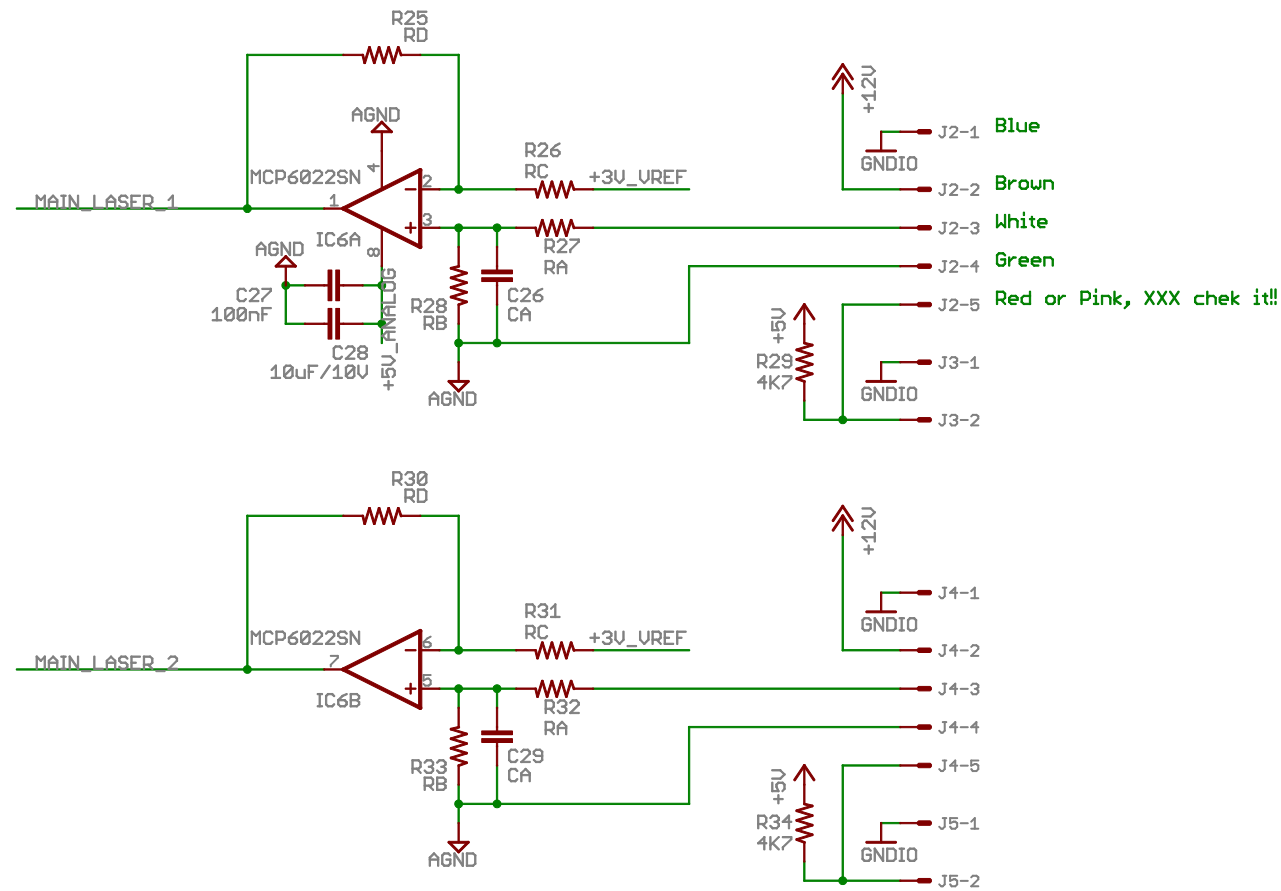 R25
RD
AGND
MCP6022SN
4
2
1
3
8
IC6A
MAIN_LASER_1
R26
RC
+3V_VREF
R27
RA
AGND
C27
100nF
C28
10uF/10V
+5V_ANALOG
R28
RB
C26
CA
AGND
+12V
J2-1
Blue
GNDIO
J2-2
Brown
J2-3
White
J2-4
Green
J2-5
Red or Pink, XXX chek it!!
+5V
R29
4K7
J3-1
GNDIO
J3-2
R30
RD
MCP6022SN
6
7
5
IC6B
MAIN_LASER_2
R31
RC
+3V_VREF
R32
RA
R33
RB
C29
CA
AGND
+12V
J4-1
GNDIO
J4-2
J4-3
J4-4
J4-5
+5V
R34
4K7
J5-1
GNDIO
J5-2